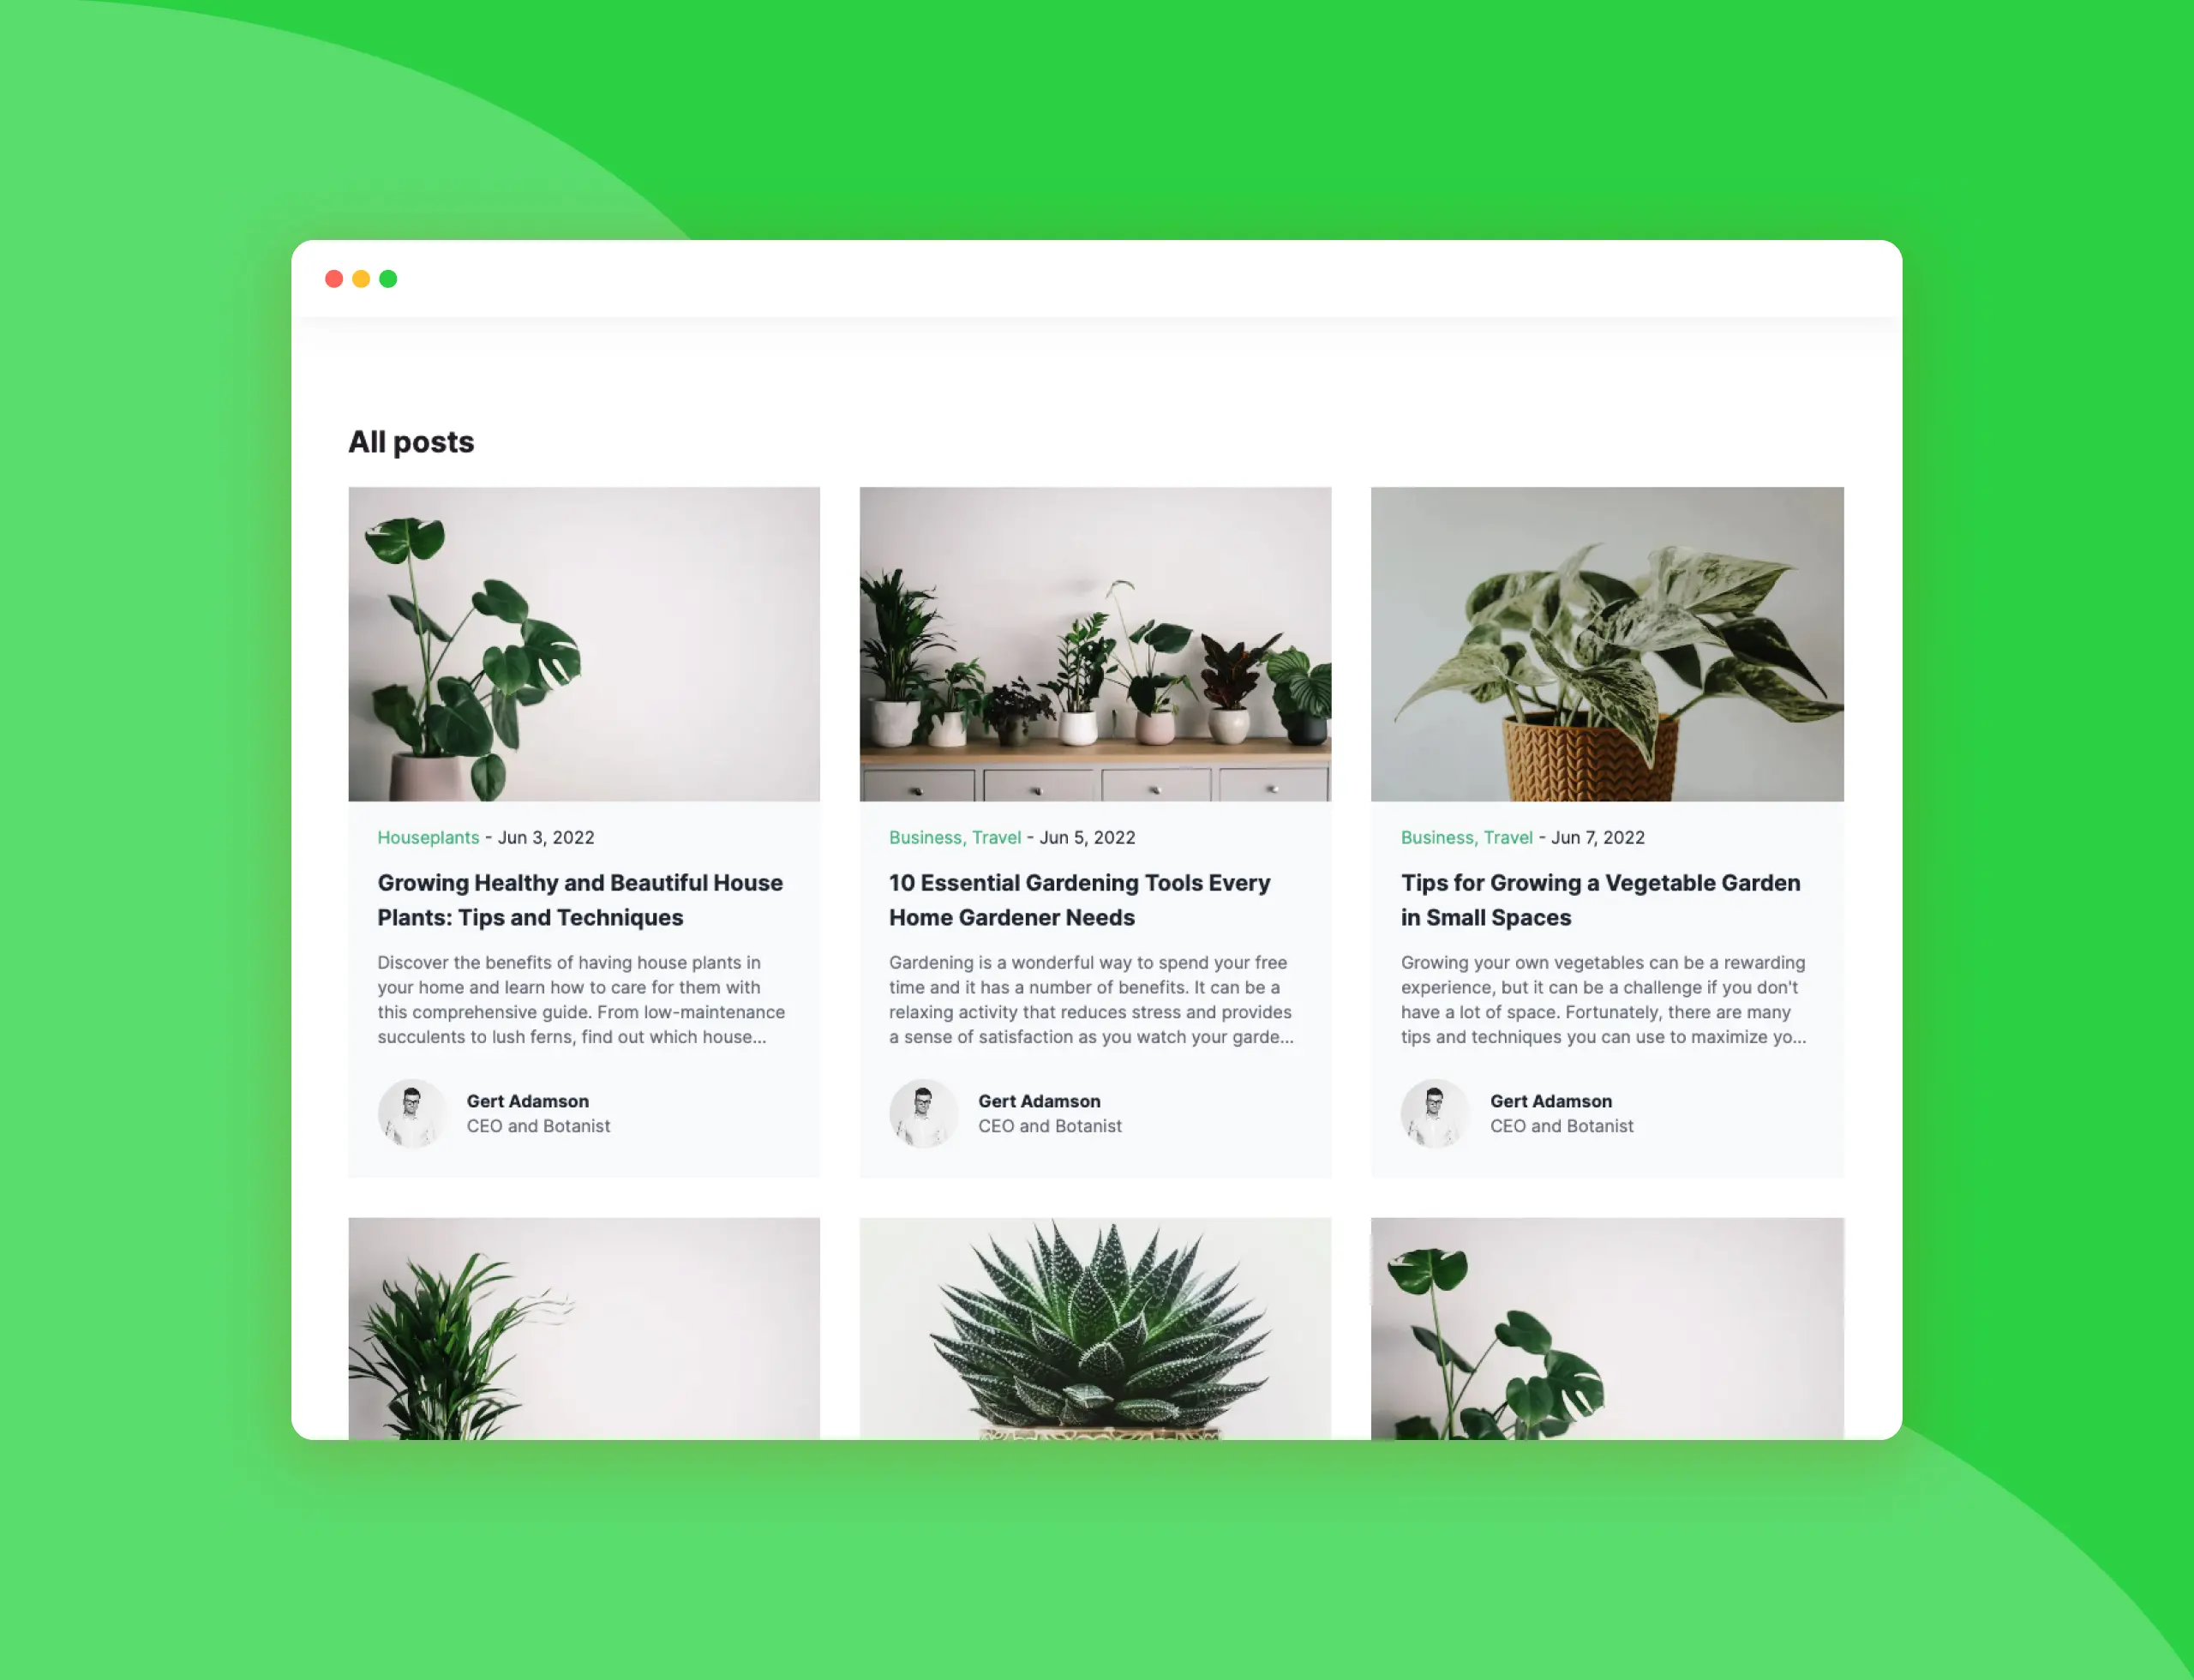 All posts
Houseplants - Jun 3, 2022
Growing Healthy and Beautiful House
Plants: Tips and Techniques
Discover the benefits of having house plants in
your home and learn how to care for them with
this comprehensive guide. From low-maintenance
succulents to lush ferns, find out which house...
Gert Adamson
CEO and Botanist
Business, Travel - Jun 5, 2022
10 Essential Gardening Tools Every
Home Gardener Needs
Gardening is a wonderful way to spend your free
time and it has a number of benefits. It can be a
relaxing activity that reduces stress and provides
a sense of satisfaction as you watch your garde...
Gert Adamson
CEO and Botanist
Business, Travel - Jun 7, 2022
Tips for Growing a Vegetable Garden
in Small Spaces
Growing your own vegetables can be a rewarding
experience, but it can be a challenge if you don't
have a lot of space. Fortunately, there are many
tips and techniques you can use to maximize yo...
Gert Adamson
CEO and Botanist